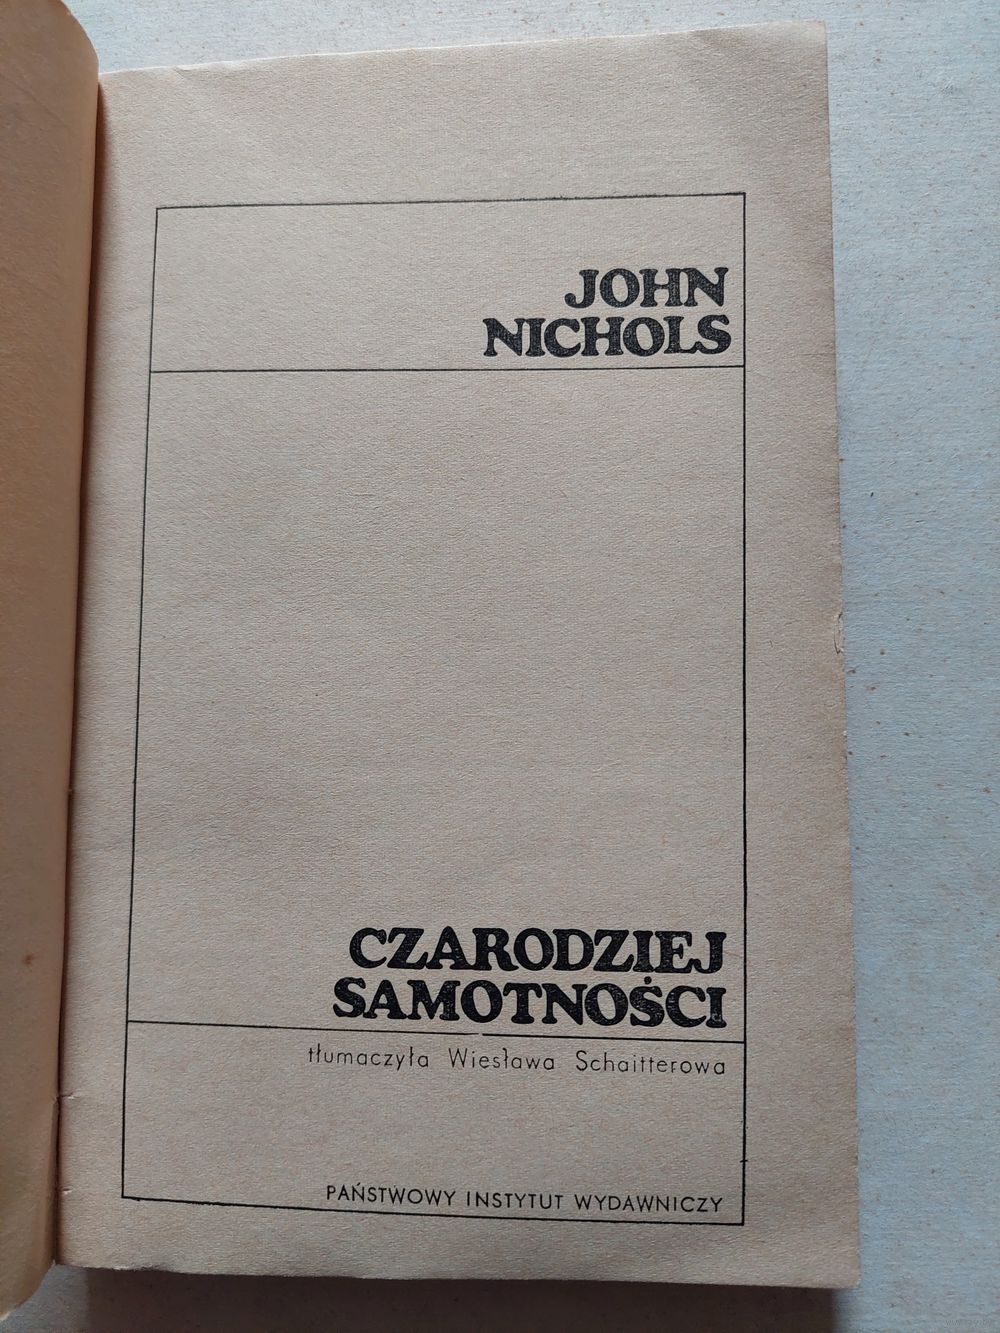 JOHN
NICHOLS
CZARODZIEJ
SAMOTNOŚCI
tłumaczyła Wiesława Schaitterowa
PAŃSTWOWY INSTYTUT WYDAWNICZY